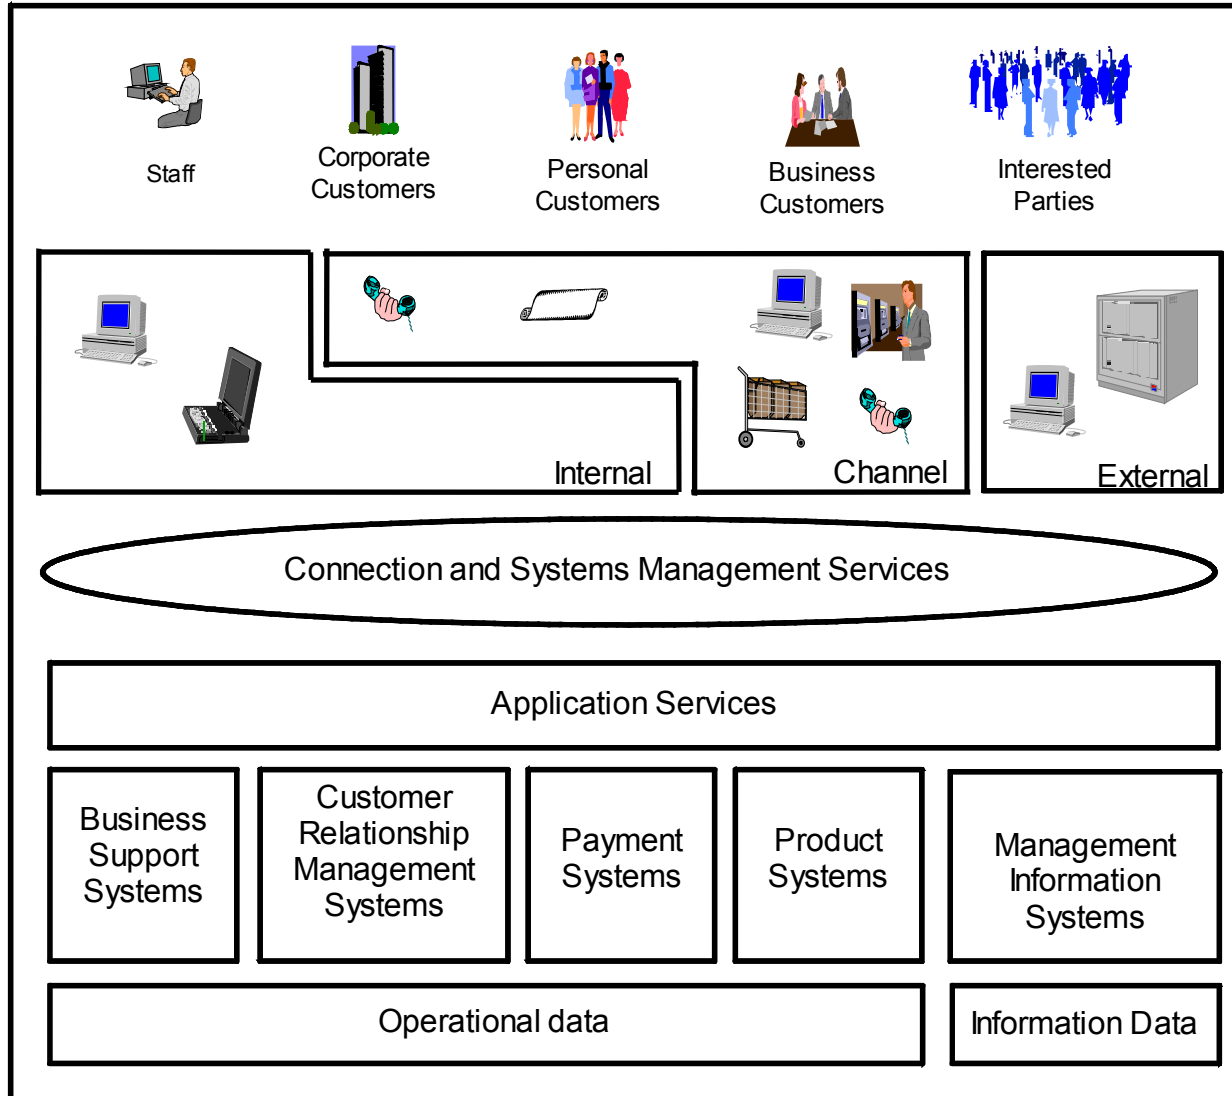 Staff
Corporate
Customers
Personal
Customers
Business
Customers
Interested
Parties
Internal
Channel
External
Connection and Systems Management Services
Application Services
Business
Support
Systems
Customer
Relationship
Management
Systems
Payment
Systems
Product
Systems
Management
Information
Systems
Operational data
Information Data